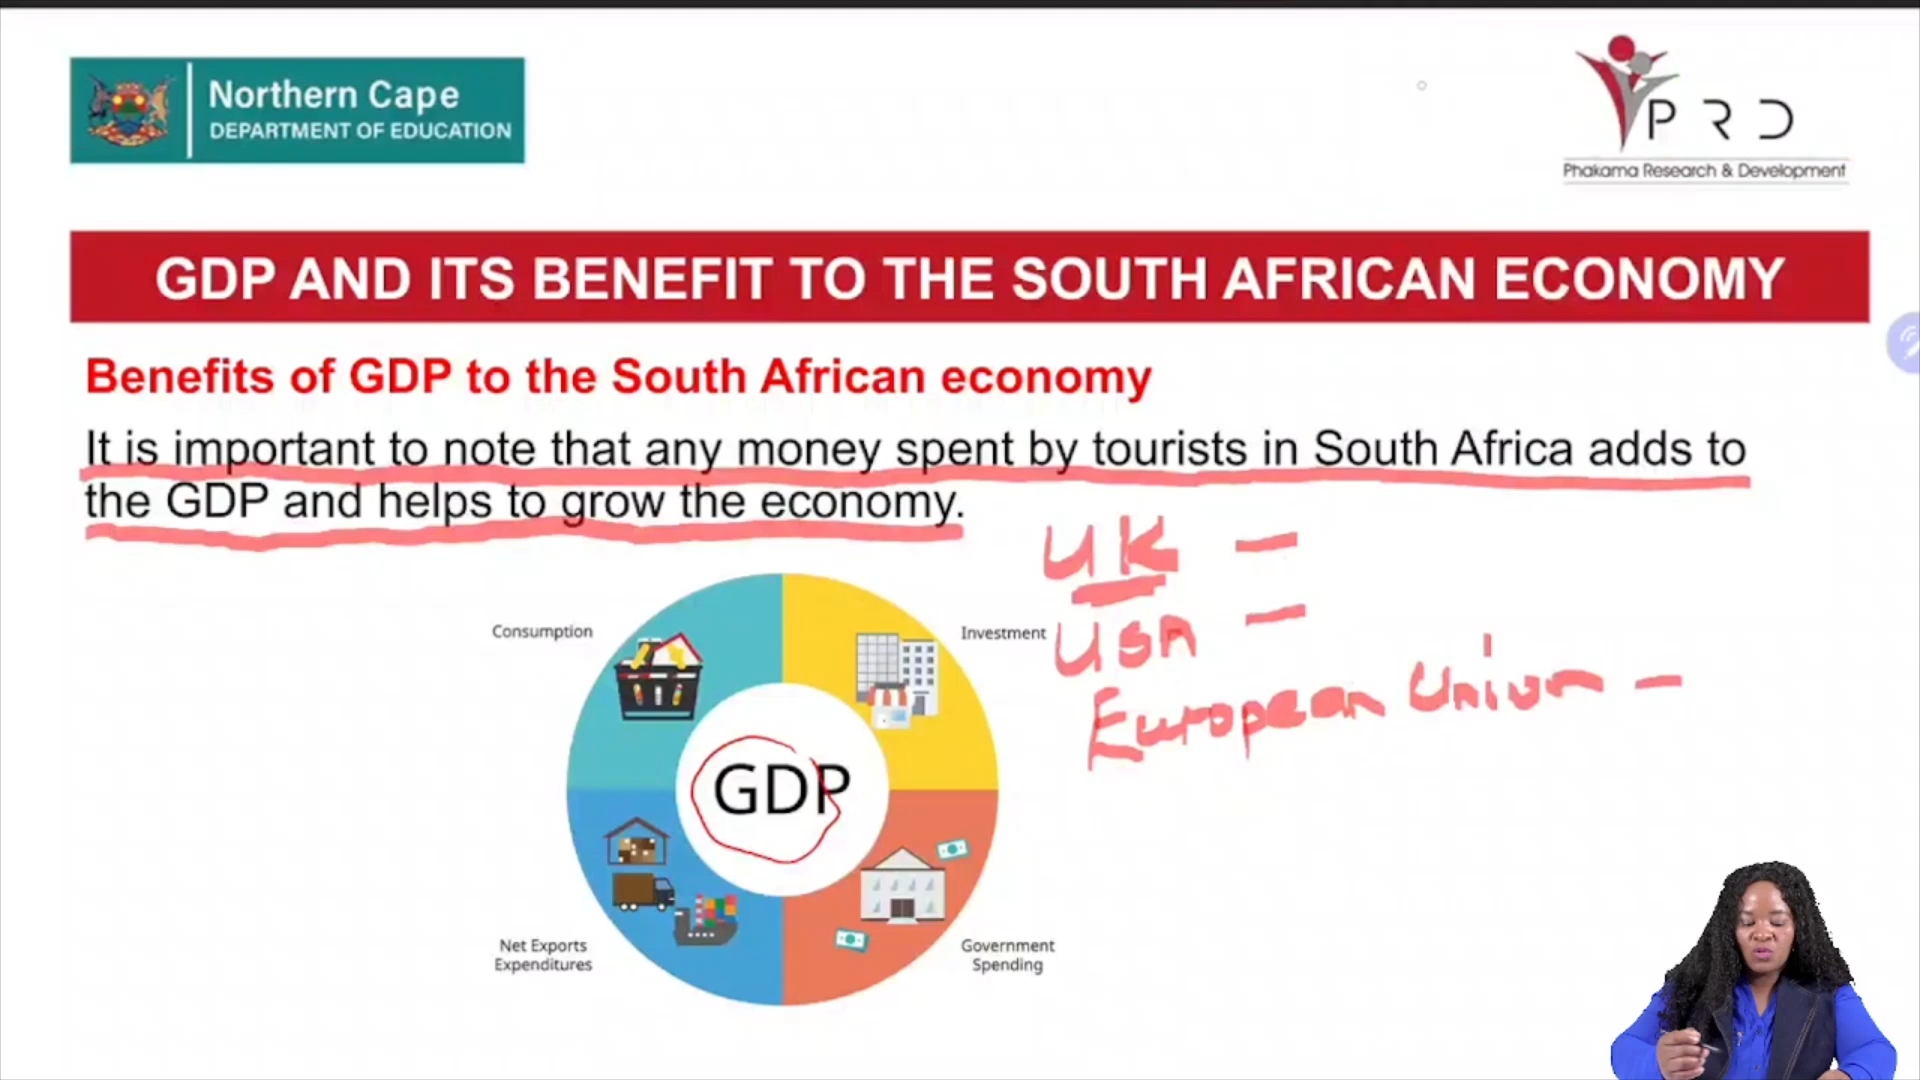 Northern Cape
DEPARTMENT OF EDUCATION
PRD
Phakama Research & Development
GDP AND ITS BENEFIT TO THE SOUTH AFRICAN ECONOMY
Benefits of GDP to the South African economy
It is important to note that any money spent by tourists in South Africa adds to
the GDP and helps to grow the economy.
UK -
USA -
European Union -
Consumption
Investment
GDP
Net Exports
Expenditures
Government
Spending